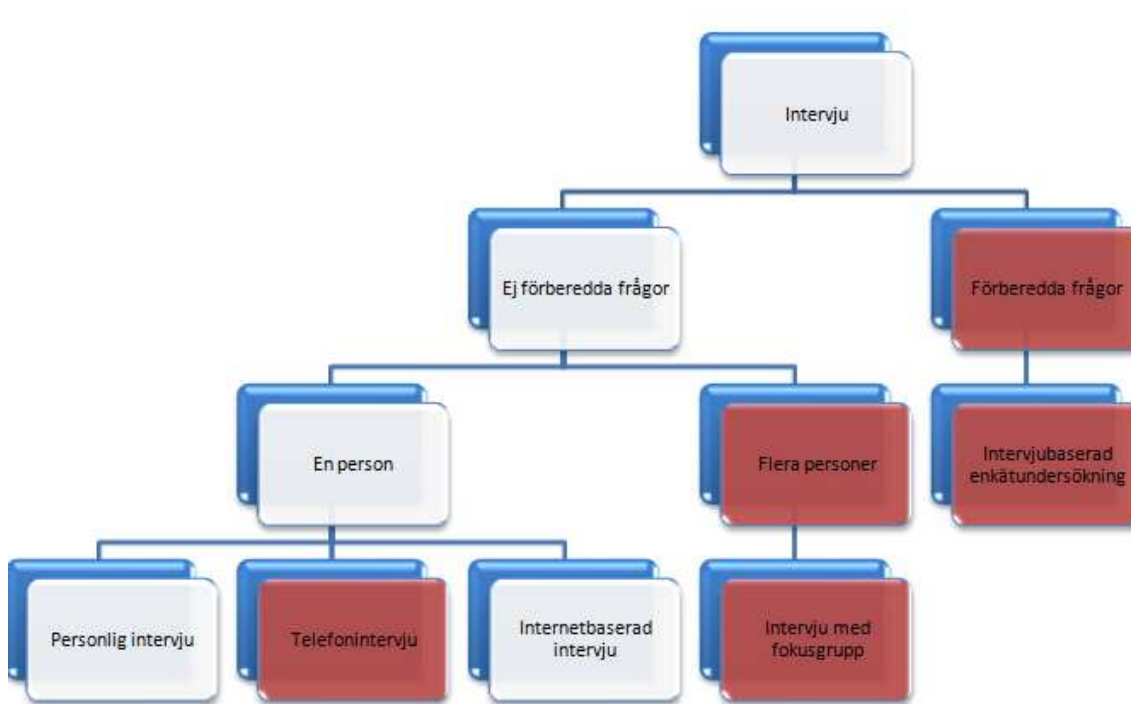 Intervju
Ej förberedda frågor
Förberedda frågor
En person
Flera personer
Intervjubaserad
enkätundersökning
Personlig intervju
Telefonintervju
Internetbaserad
intervju
Intervju med
fokusgrupp